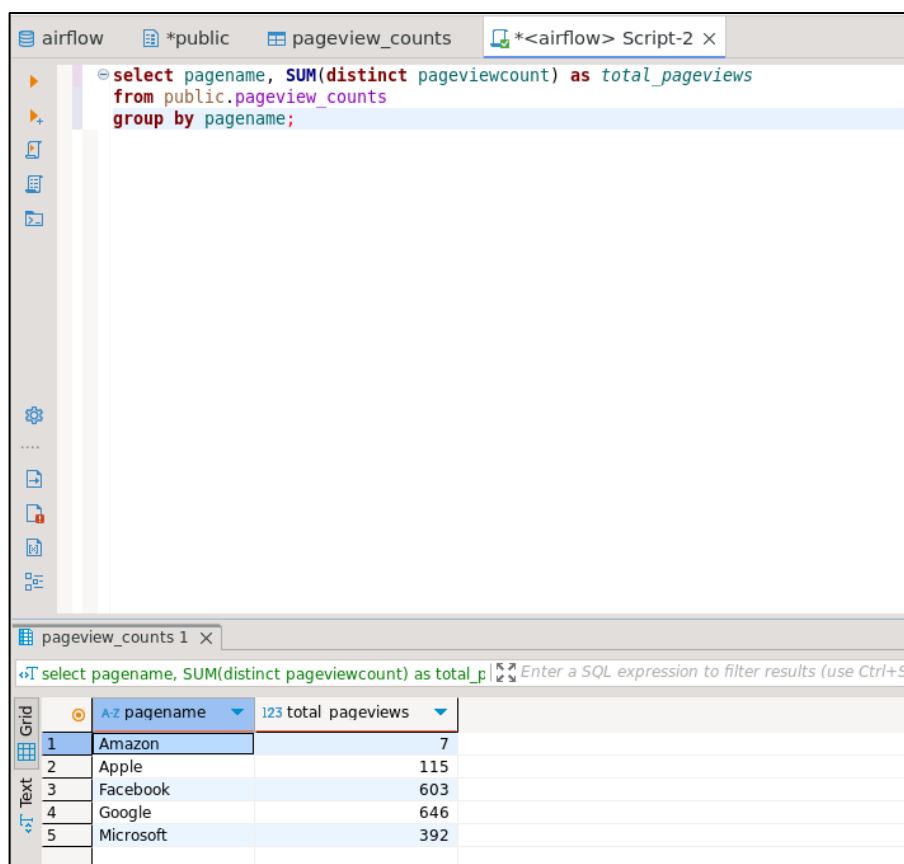 airflow *public pageview_counts *<airflow> Script-2 ×
select pagename, SUM(distinct pageviewcount) as total_pageviews
from public.pageview_counts
group by pagename;
pageview_counts 1 ×
select pagename, SUM(distinct pageviewcount) as total_p Enter a SQL expression to filter results (use Ctrl+S
Grid
Text
A-Z pagename 123 total pageviews
1 Amazon 7
2 Apple 115
3 Facebook 603
4 Google 646
5 Microsoft 392